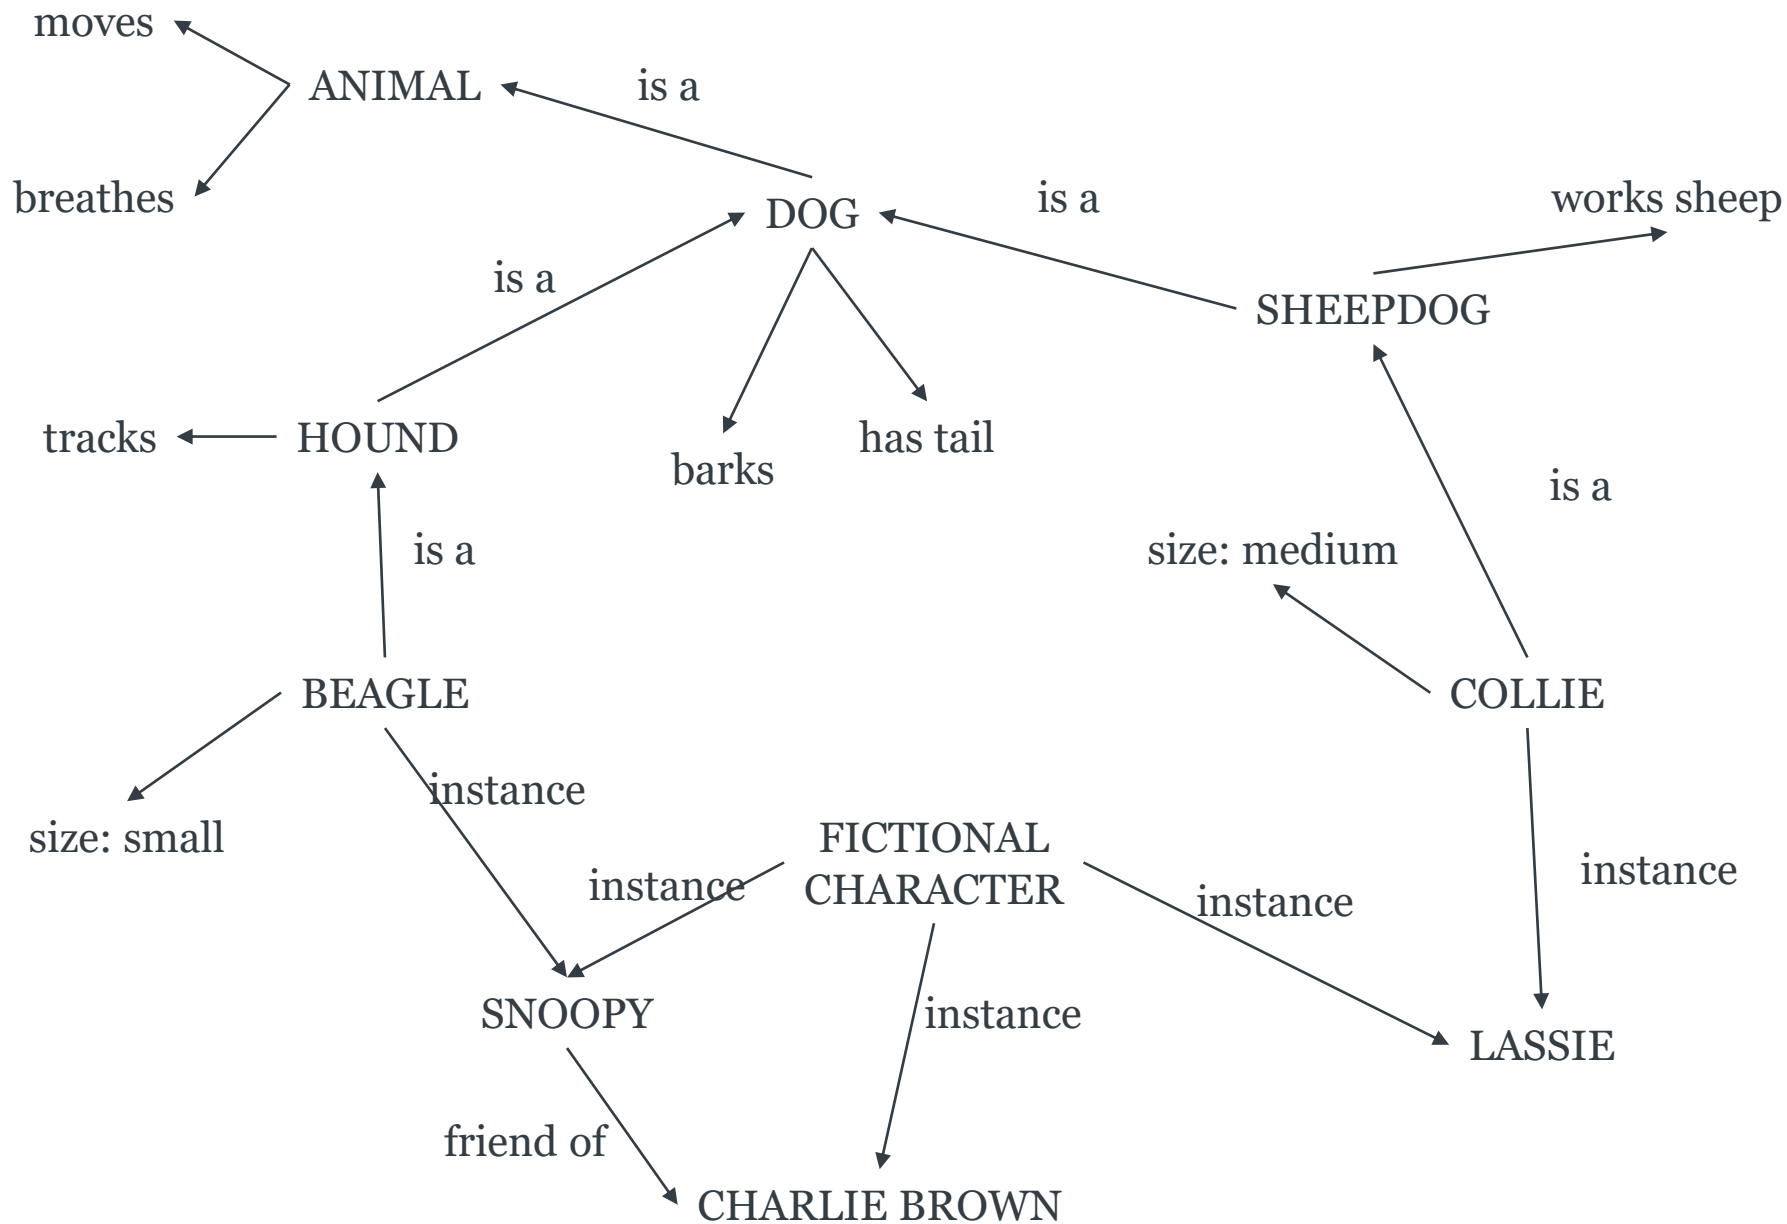 moves
ANIMAL
is a
breathes
DOG
is a
works sheep
is a
SHEEPDOG
tracks
HOUND
barks
has tail
is a
is a
size: medium
BEAGLE
COLLIE
instance
size: small
FICTIONAL
CHARACTER
instance
instance
instance
SNOOPY
instance
LASSIE
friend of
CHARLIE BROWN